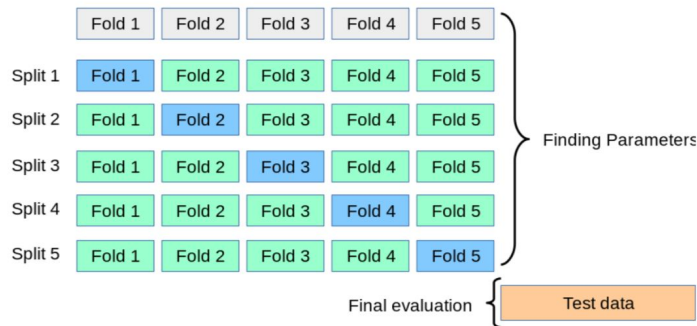 Fold 1 Fold 2 Fold 3 Fold 4 Fold 5
Split 1 Fold 1 Fold 2 Fold 3 Fold 4 Fold 5
Split 2 Fold 1 Fold 2 Fold 3 Fold 4 Fold 5
Finding Parameters
Split 3 Fold 1 Fold 2 Fold 3 Fold 4 Fold 5
Split 4 Fold 1 Fold 2 Fold 3 Fold 4 Fold 5
Split 5 Fold 1 Fold 2 Fold 3 Fold 4 Fold 5
Final evaluation Test data